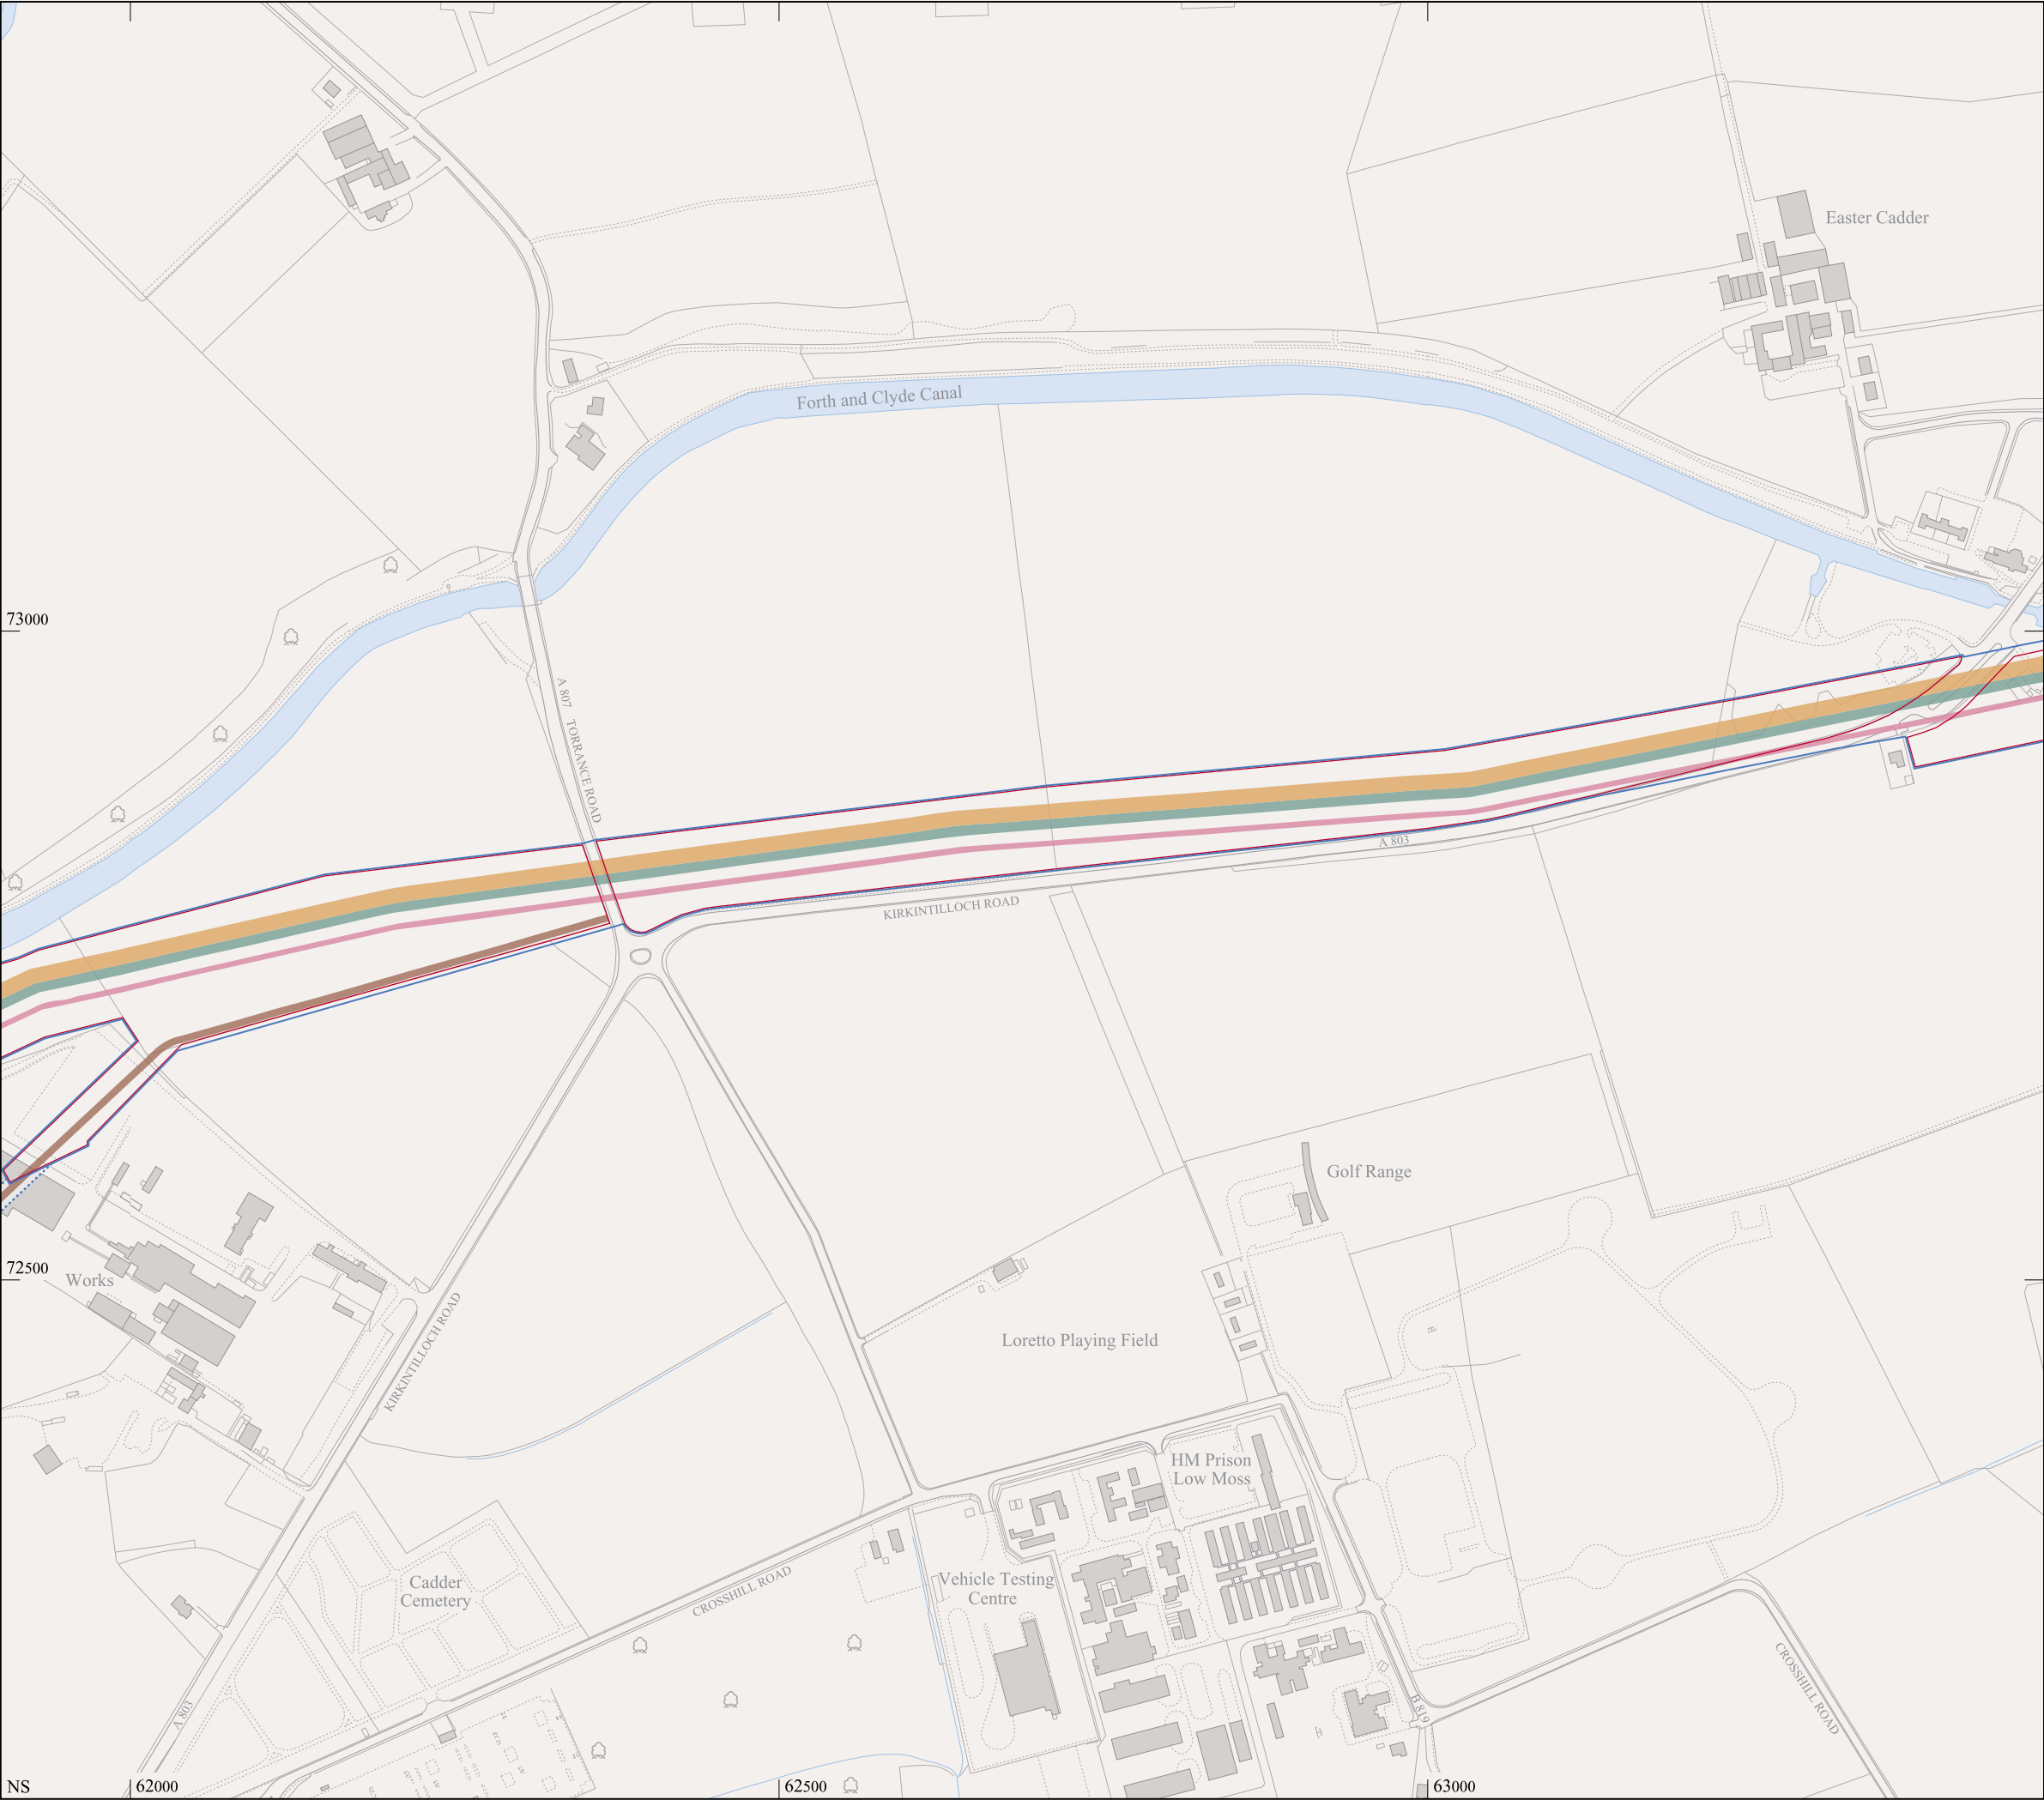 Easter Cadder
Forth and Clyde Canal
73000
A 807 TORRANCE ROAD
A 803
KIRKINTILLOCH ROAD
Golf Range
72500
Works
KIRKINTILLOCH ROAD
Loretto Playing Field
HM Prison
Low Moss
Vehicle Testing
Centre
Cadder
Cemetery
CROSSHILL ROAD
CROSSHILL ROAD
A 803
B 819
NS
62000
62500
63000